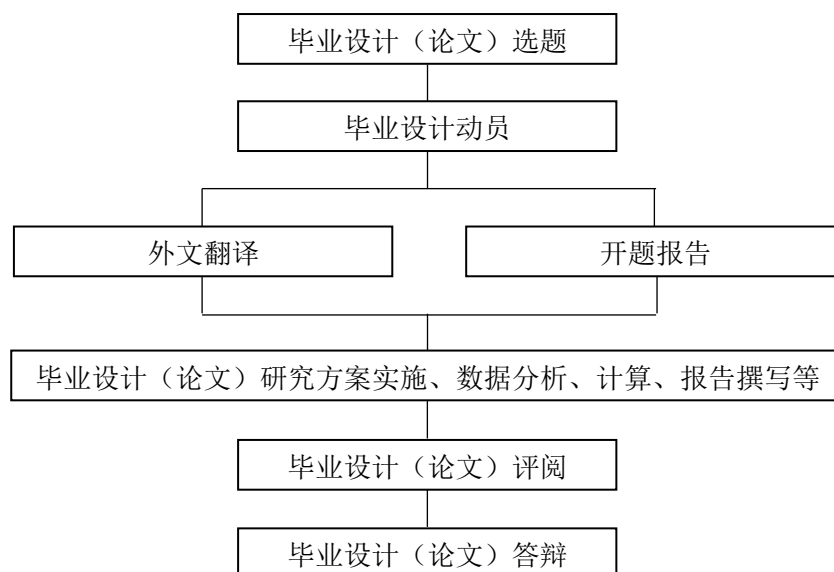 毕业设计（论文）选题
毕业设计动员
外文翻译
开题报告
毕业设计（论文）研究方案实施、数据分析、计算、报告撰写等
毕业设计（论文）评阅
毕业设计（论文）答辩